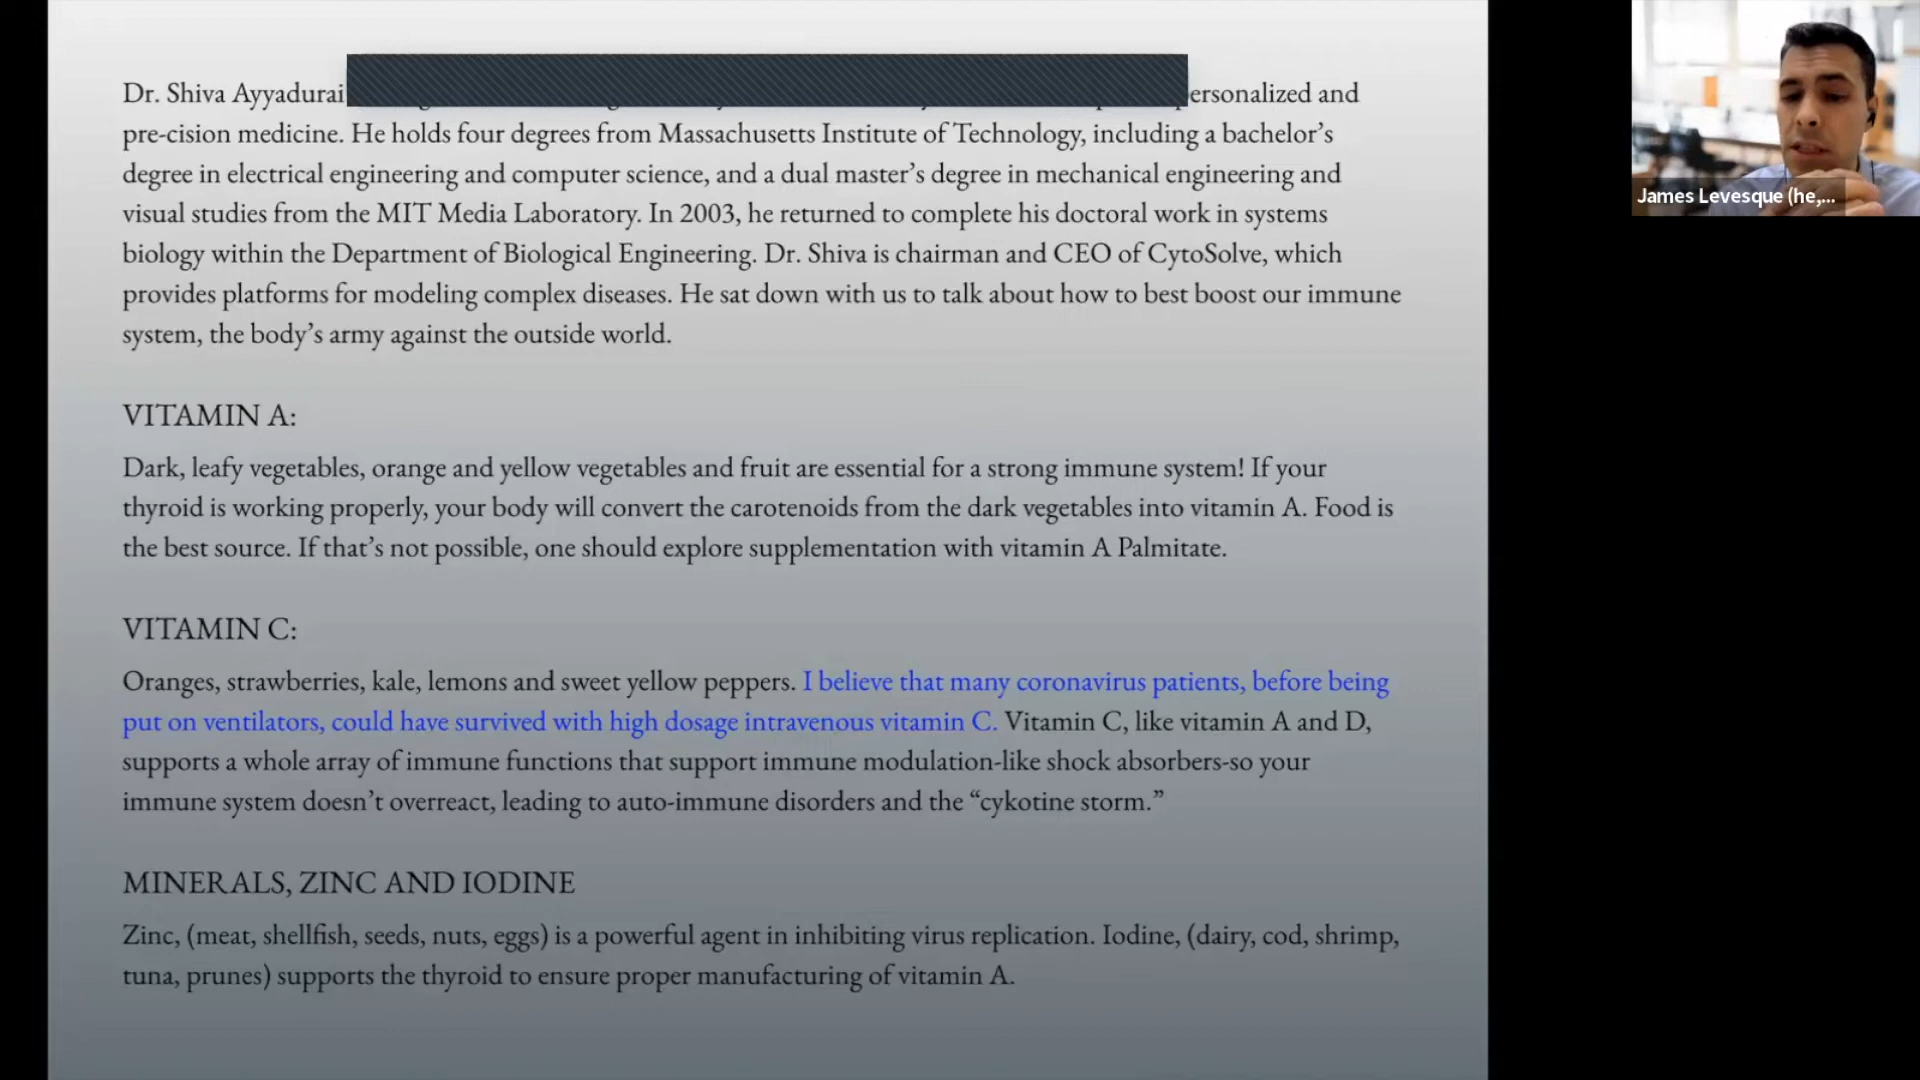 Dr. Shiva Ayyadurai ersonalized and
pre-cision medicine. He holds four degrees from Massachusetts Institute of Technology, including a bachelor’s
degree in electrical engineering and computer science, and a dual master’s degree in mechanical engineering and
visual studies from the MIT Media Laboratory. In 2003, he returned to complete his doctoral work in systems
biology within the Department of Biological Engineering. Dr. Shiva is chairman and CEO of CytoSolve, which
provides platforms for modeling complex diseases. He sat down with us to talk about how to best boost our immune
system, the body’s army against the outside world.
VITAMIN A:
Dark, leafy vegetables, orange and yellow vegetables and fruit are essential for a strong immune system! If your
thyroid is working properly, your body will convert the carotenoids from the dark vegetables into vitamin A. Food is
the best source. If that’s not possible, one should explore supplementation with vitamin A Palmitate.
VITAMIN C:
Oranges, strawberries, kale, lemons and sweet yellow peppers. I believe that many coronavirus patients, before being
put on ventilators, could have survived with high dosage intravenous vitamin C. Vitamin C, like vitamin A and D,
supports a whole array of immune functions that support immune modulation-like shock absorbers-so your
immune system doesn’t overreact, leading to auto-immune disorders and the “cykotine storm.”
MINERALS, ZINC AND IODINE
Zinc, (meat, shellfish, seeds, nuts, eggs) is a powerful agent in inhibiting virus replication. Iodine, (dairy, cod, shrimp,
tuna, prunes) supports the thyroid to ensure proper manufacturing of vitamin A.
James Levesque (he,...